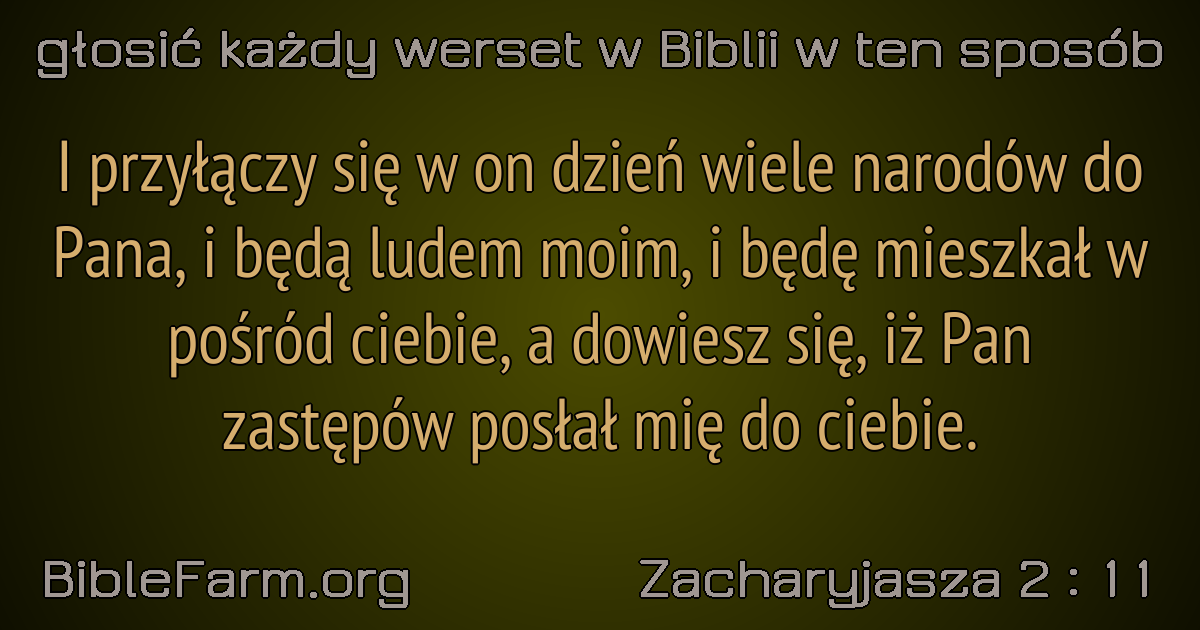 głosić każdy werset w Biblii w ten sposób
I przyłączy się w on dzień wiele narodów do
Pana, i będą ludem moim, i będę mieszkał w
pośród ciebie, a dowiesz się, iż Pan
zastępów posłał mię do ciebie.
BibleFarm.org
Zacharyjasza 2 : 11